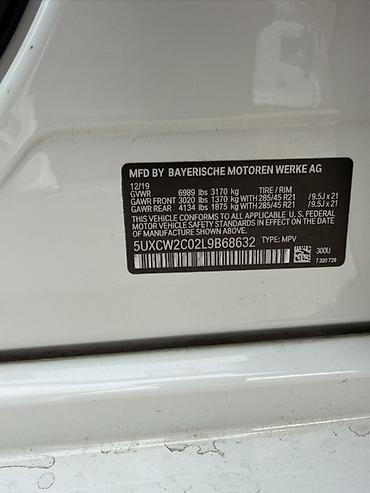 MFD BY BAYERISCHE MOTOREN WERKE AG
12/19
GVWR 6989 lbs 3170 kg TIRE / RIM
GAWR FRONT 3020 lbs 1370 kg WITH 285/45 R21 / 9.5J x 21
GAWR REAR 4134 lbs 1875 kg WITH 285/45 R21 / 9.5J x 21
THIS VEHICLE CONFORMS TO ALL APPLICABLE U.S. FEDERAL
MOTOR VEHICLE SAFETY STANDARDS IN EFFECT ON THE DATE
OF MANUFACTURE SHOWN ABOVE.
5UXCW2C02L9B68632 TYPE: MPV
300U
7 320 729